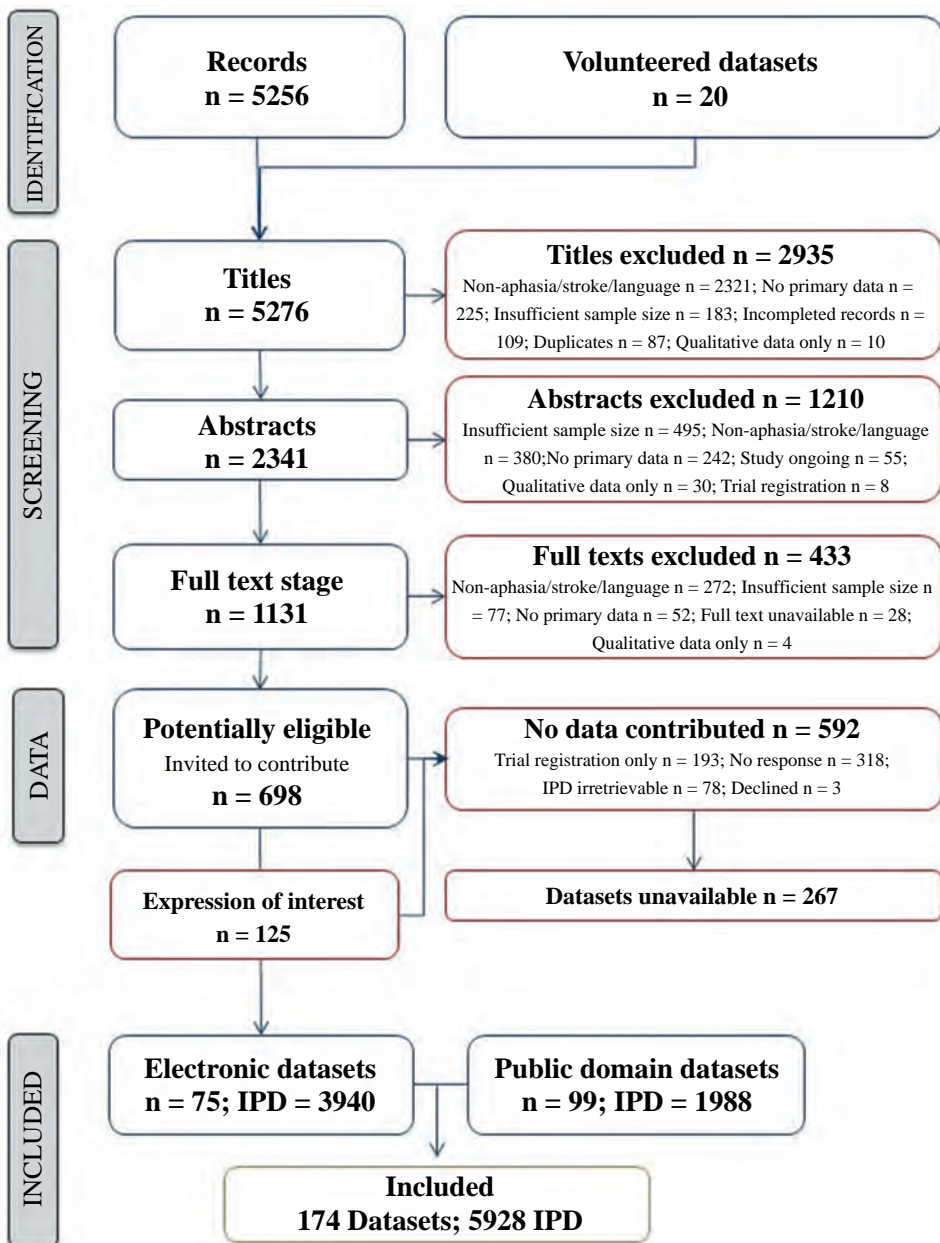 IDENTIFICATION
Records
n = 5256
Volunteered datasets
n = 20
SCREENING
Titles
n = 5276
Titles excluded n = 2935
Non-aphasia/stroke/language n = 2321; No primary data n =
225; Insufficient sample size n = 183; Incompleted records n =
109; Duplicates n = 87; Qualitative data only n = 10
Abstracts
n = 2341
Abstracts excluded n = 1210
Insufficient sample size n = 495; Non-aphasia/stroke/language
n = 380;No primary data n = 242; Study ongoing n = 55;
Qualitative data only n = 30; Trial registration n = 8
Full text stage
n = 1131
Full texts excluded n = 433
Non-aphasia/stroke/language n = 272; Insufficient sample size n
= 77; No primary data n = 52; Full text unavailable n = 28;
Qualitative data only n = 4
DATA
Potentially eligible
Invited to contribute
n = 698
No data contributed n = 592
Trial registration only n = 193; No response n = 318;
IPD irretrievable n = 78; Declined n = 3
Expression of interest
n = 125
Datasets unavailable n = 267
INCLUDED
Electronic datasets
n = 75; IPD = 3940
Public domain datasets
n = 99; IPD = 1988
Included
174 Datasets; 5928 IPD